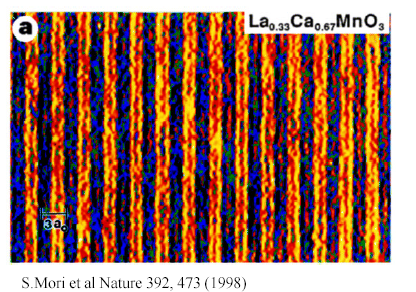 a
La0.33Ca0.67MnO3
3a0
S.Mori et al Nature 392, 473 (1998)